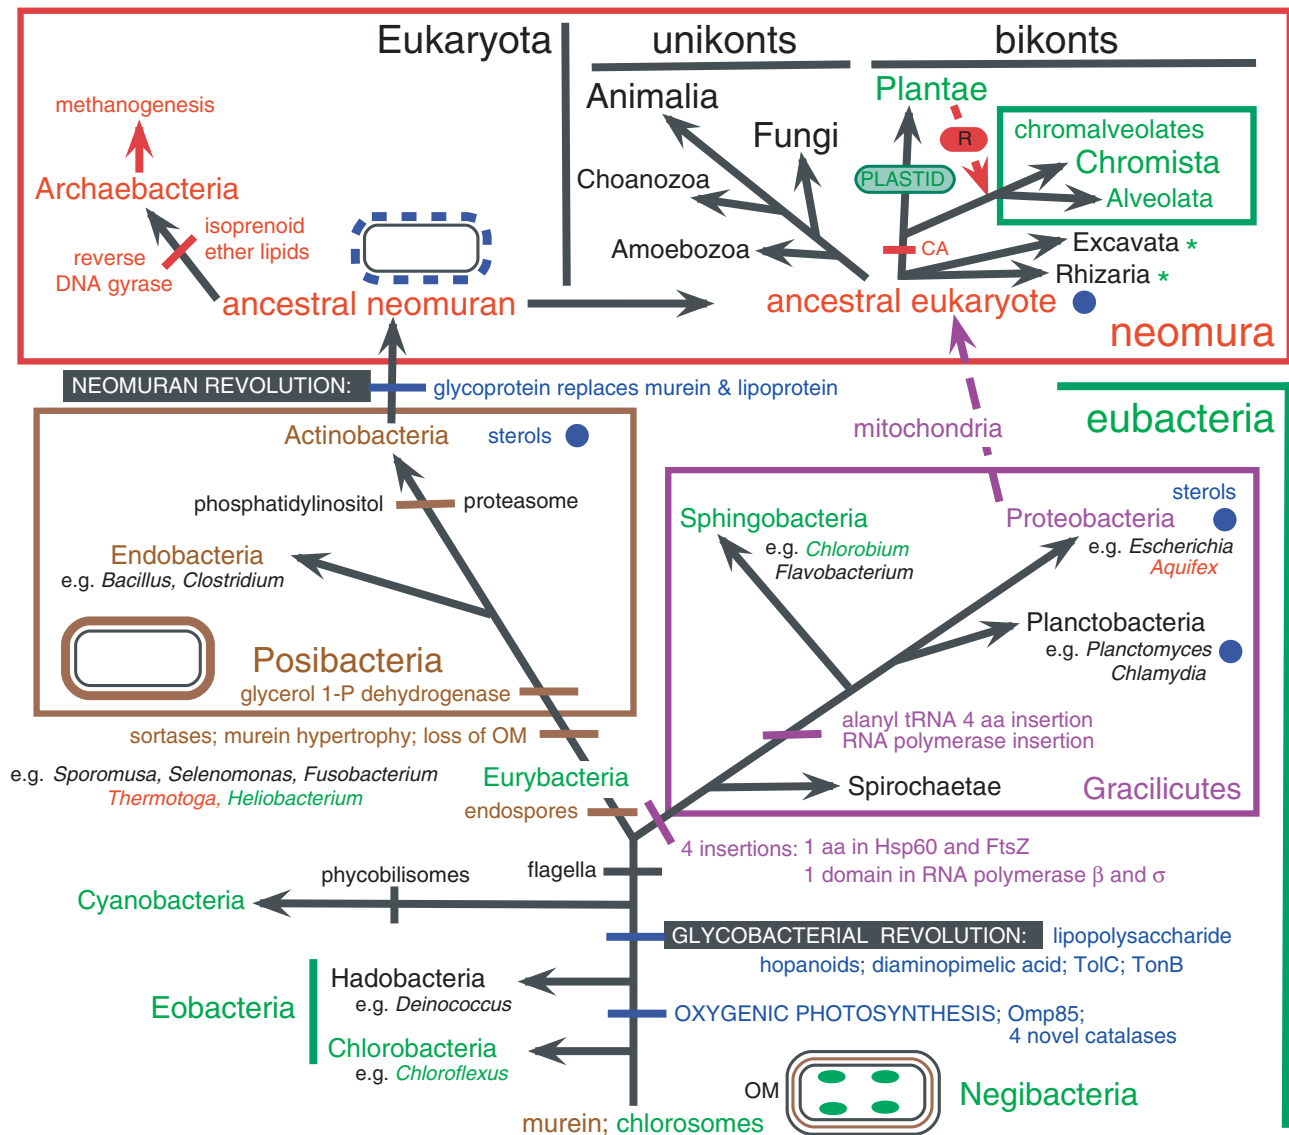 Eukaryota
unikonts
bikonts
methanogenesis
Archaebacteria
isoprenoid
ether lipids
reverse
DNA gyrase
ancestral neomuran
Animalia
Fungi
Choanozoa
Amoebozoa
Plantae
R
PLASTID
chromalveolates
Chromista
Alveolata
CA
Excavata *
Rhizaria *
ancestral eukaryote
neomura
NEOMURAN REVOLUTION:
glycoprotein replaces murein & lipoprotein
eubacteria
mitochondria
Actinobacteria
sterols
phosphatidylinositol
proteasome
Endobacteria
e.g. Bacillus, Clostridium
Posibacteria
glycerol 1-P dehydrogenase
sortases; murein hypertrophy; loss of OM
e.g. Sporomusa, Selenomonas, Fusobacterium
Thermotoga, Heliobacterium
Eurybacteria
endospores
Sphingobacteria
e.g. Chlorobium
Flavobacterium
sterols
Proteobacteria
e.g. Escherichia
Aquifex
Planctobacteria
e.g. Planctomyces
Chlamydia
alanyl tRNA 4 aa insertion
RNA polymerase insertion
Spirochaetae
Gracilicutes
4 insertions: 1 aa in Hsp60 and FtsZ
1 domain in RNA polymerase β and σ
flagella
phycobilisomes
Cyanobacteria
GLYCOBACTERIAL REVOLUTION: lipopolysaccharide
hopanoids; diaminopimelic acid; TolC; TonB
Hadobacteria
e.g. Deinococcus
Eobacteria
OXYGENIC PHOTOSYNTHESIS; Omp85;
4 novel catalases
Chlorobacteria
e.g. Chloroflexus
OM
Negibacteria
murein; chlorosomes